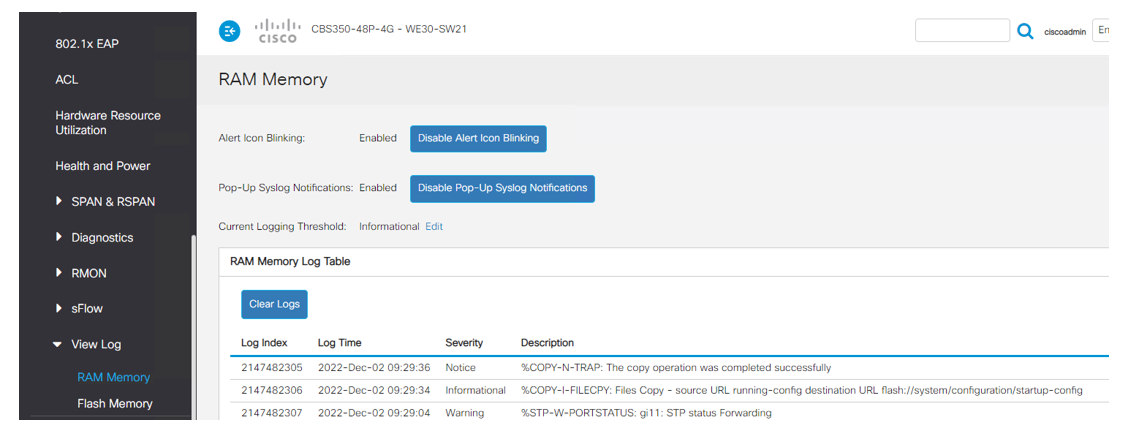 802.1x EAP
ACL
Hardware Resource
Utilization
Health and Power
SPAN & RSPAN
Diagnostics
RMON
sFlow
View Log
RAM Memory
Flash Memory
CISCO
CBS350-48P-4G - WE30-SW21
ciscoadmin
En
RAM Memory
Alert Icon Blinking: Enabled Disable Alert Icon Blinking
Pop-Up Syslog Notifications: Enabled Disable Pop-Up Syslog Notifications
Current Logging Threshold: Informational Edit
RAM Memory Log Table
Clear Logs
Log Index Log Time Severity Description
2147482305 2022-Dec-02 09:29:36 Notice %COPY-N-TRAP: The copy operation was completed successfully
2147482306 2022-Dec-02 09:29:34 Informational %COPY-I-FILECPY: Files Copy - source URL running-config destination URL flash://system/configuration/startup-config
2147482307 2022-Dec-02 09:29:04 Warning %STP-W-PORTSTATUS: gi11: STP status Forwarding